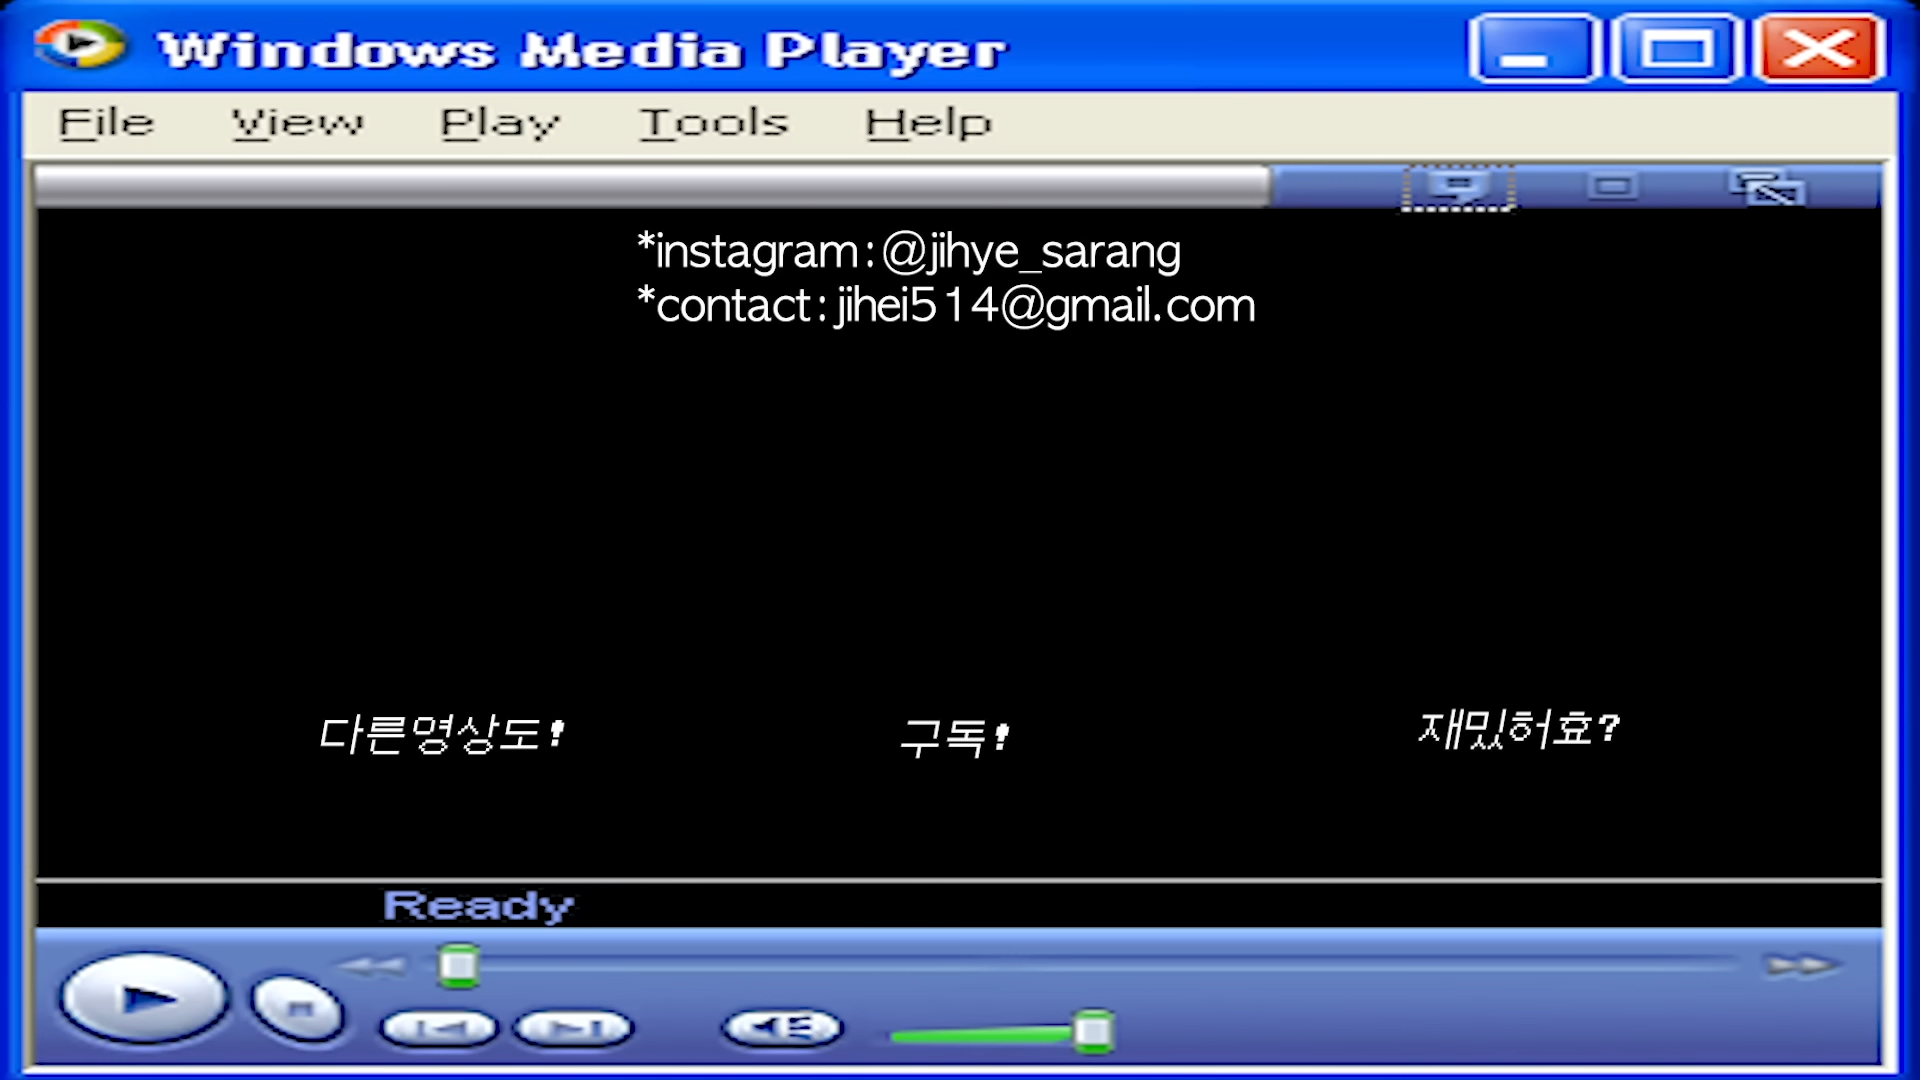 Windows Media Player
File View Play Tools Help
*instagram:@jihye_sarang
*contact:jihei514@gmail.com
다른영상도! 구독! 재밌허효?
Ready